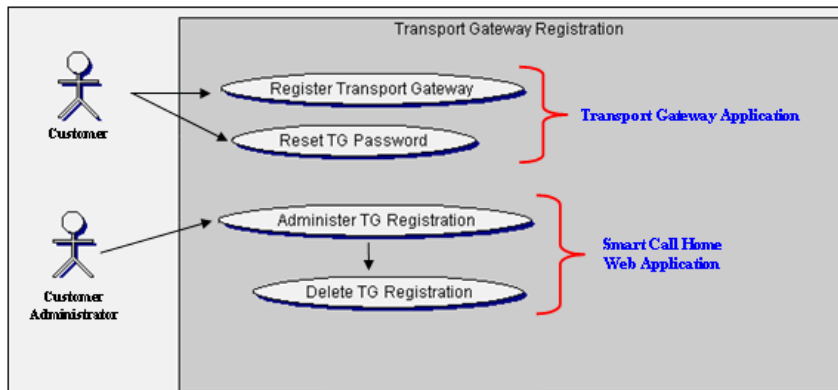 Transport Gateway Registration
Register Transport Gateway
Customer
Reset TG Password
Transport Gateway Application
Administer TG Registration
Customer
Administrator
Delete TG Registration
Smart Call Home
Web Application